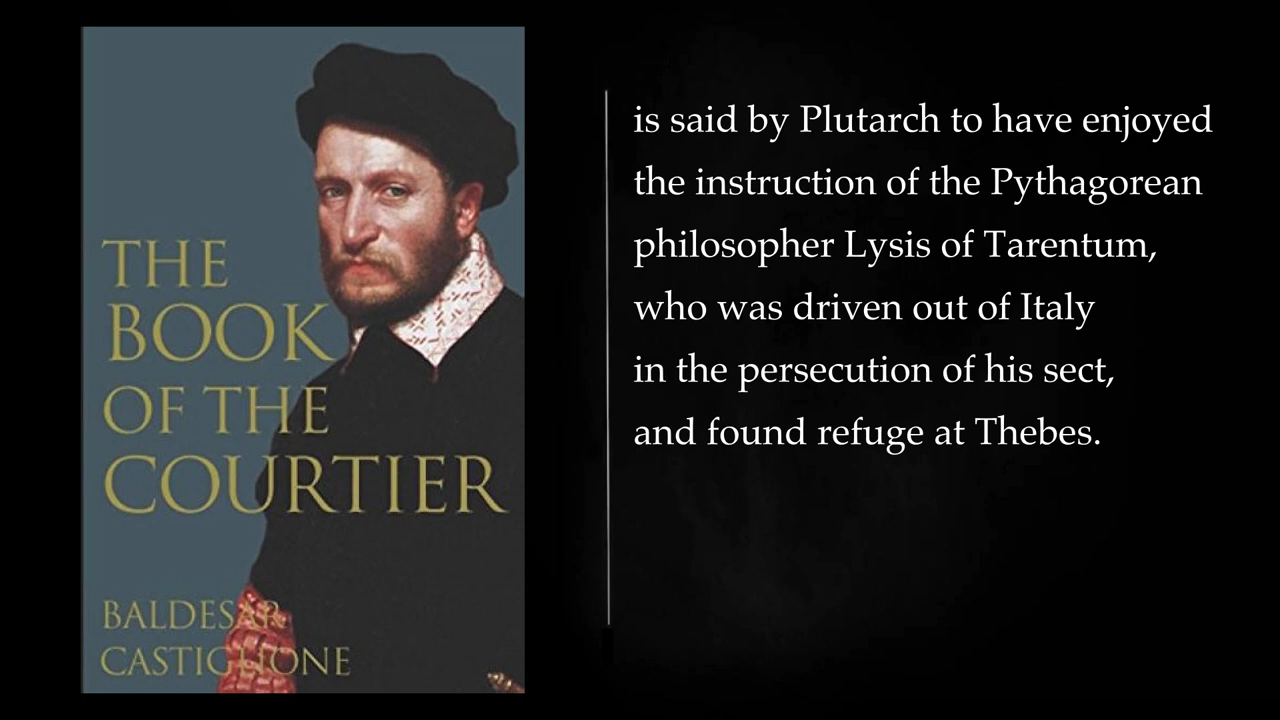 THE
BOOK
OF THE
COURTIER
BALDESAR
CASTIGLIONE
is said by Plutarch to have enjoyed
the instruction of the Pythagorean
philosopher Lysis of Tarentum,
who was driven out of Italy
in the persecution of his sect,
and found refuge at Thebes.